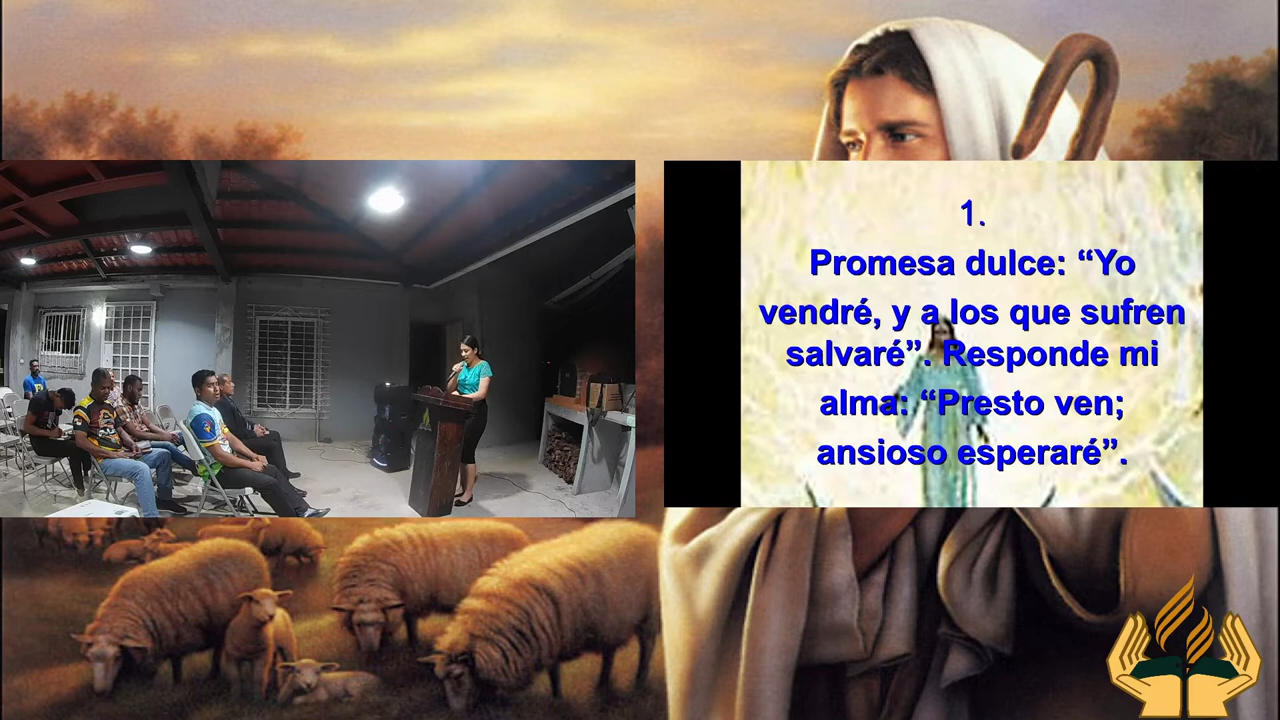 1.
Promesa dulce: “Yo
vendré, y a los que sufren
salvaré”. Responde mi
alma: “Presto ven;
ansioso esperaré”.